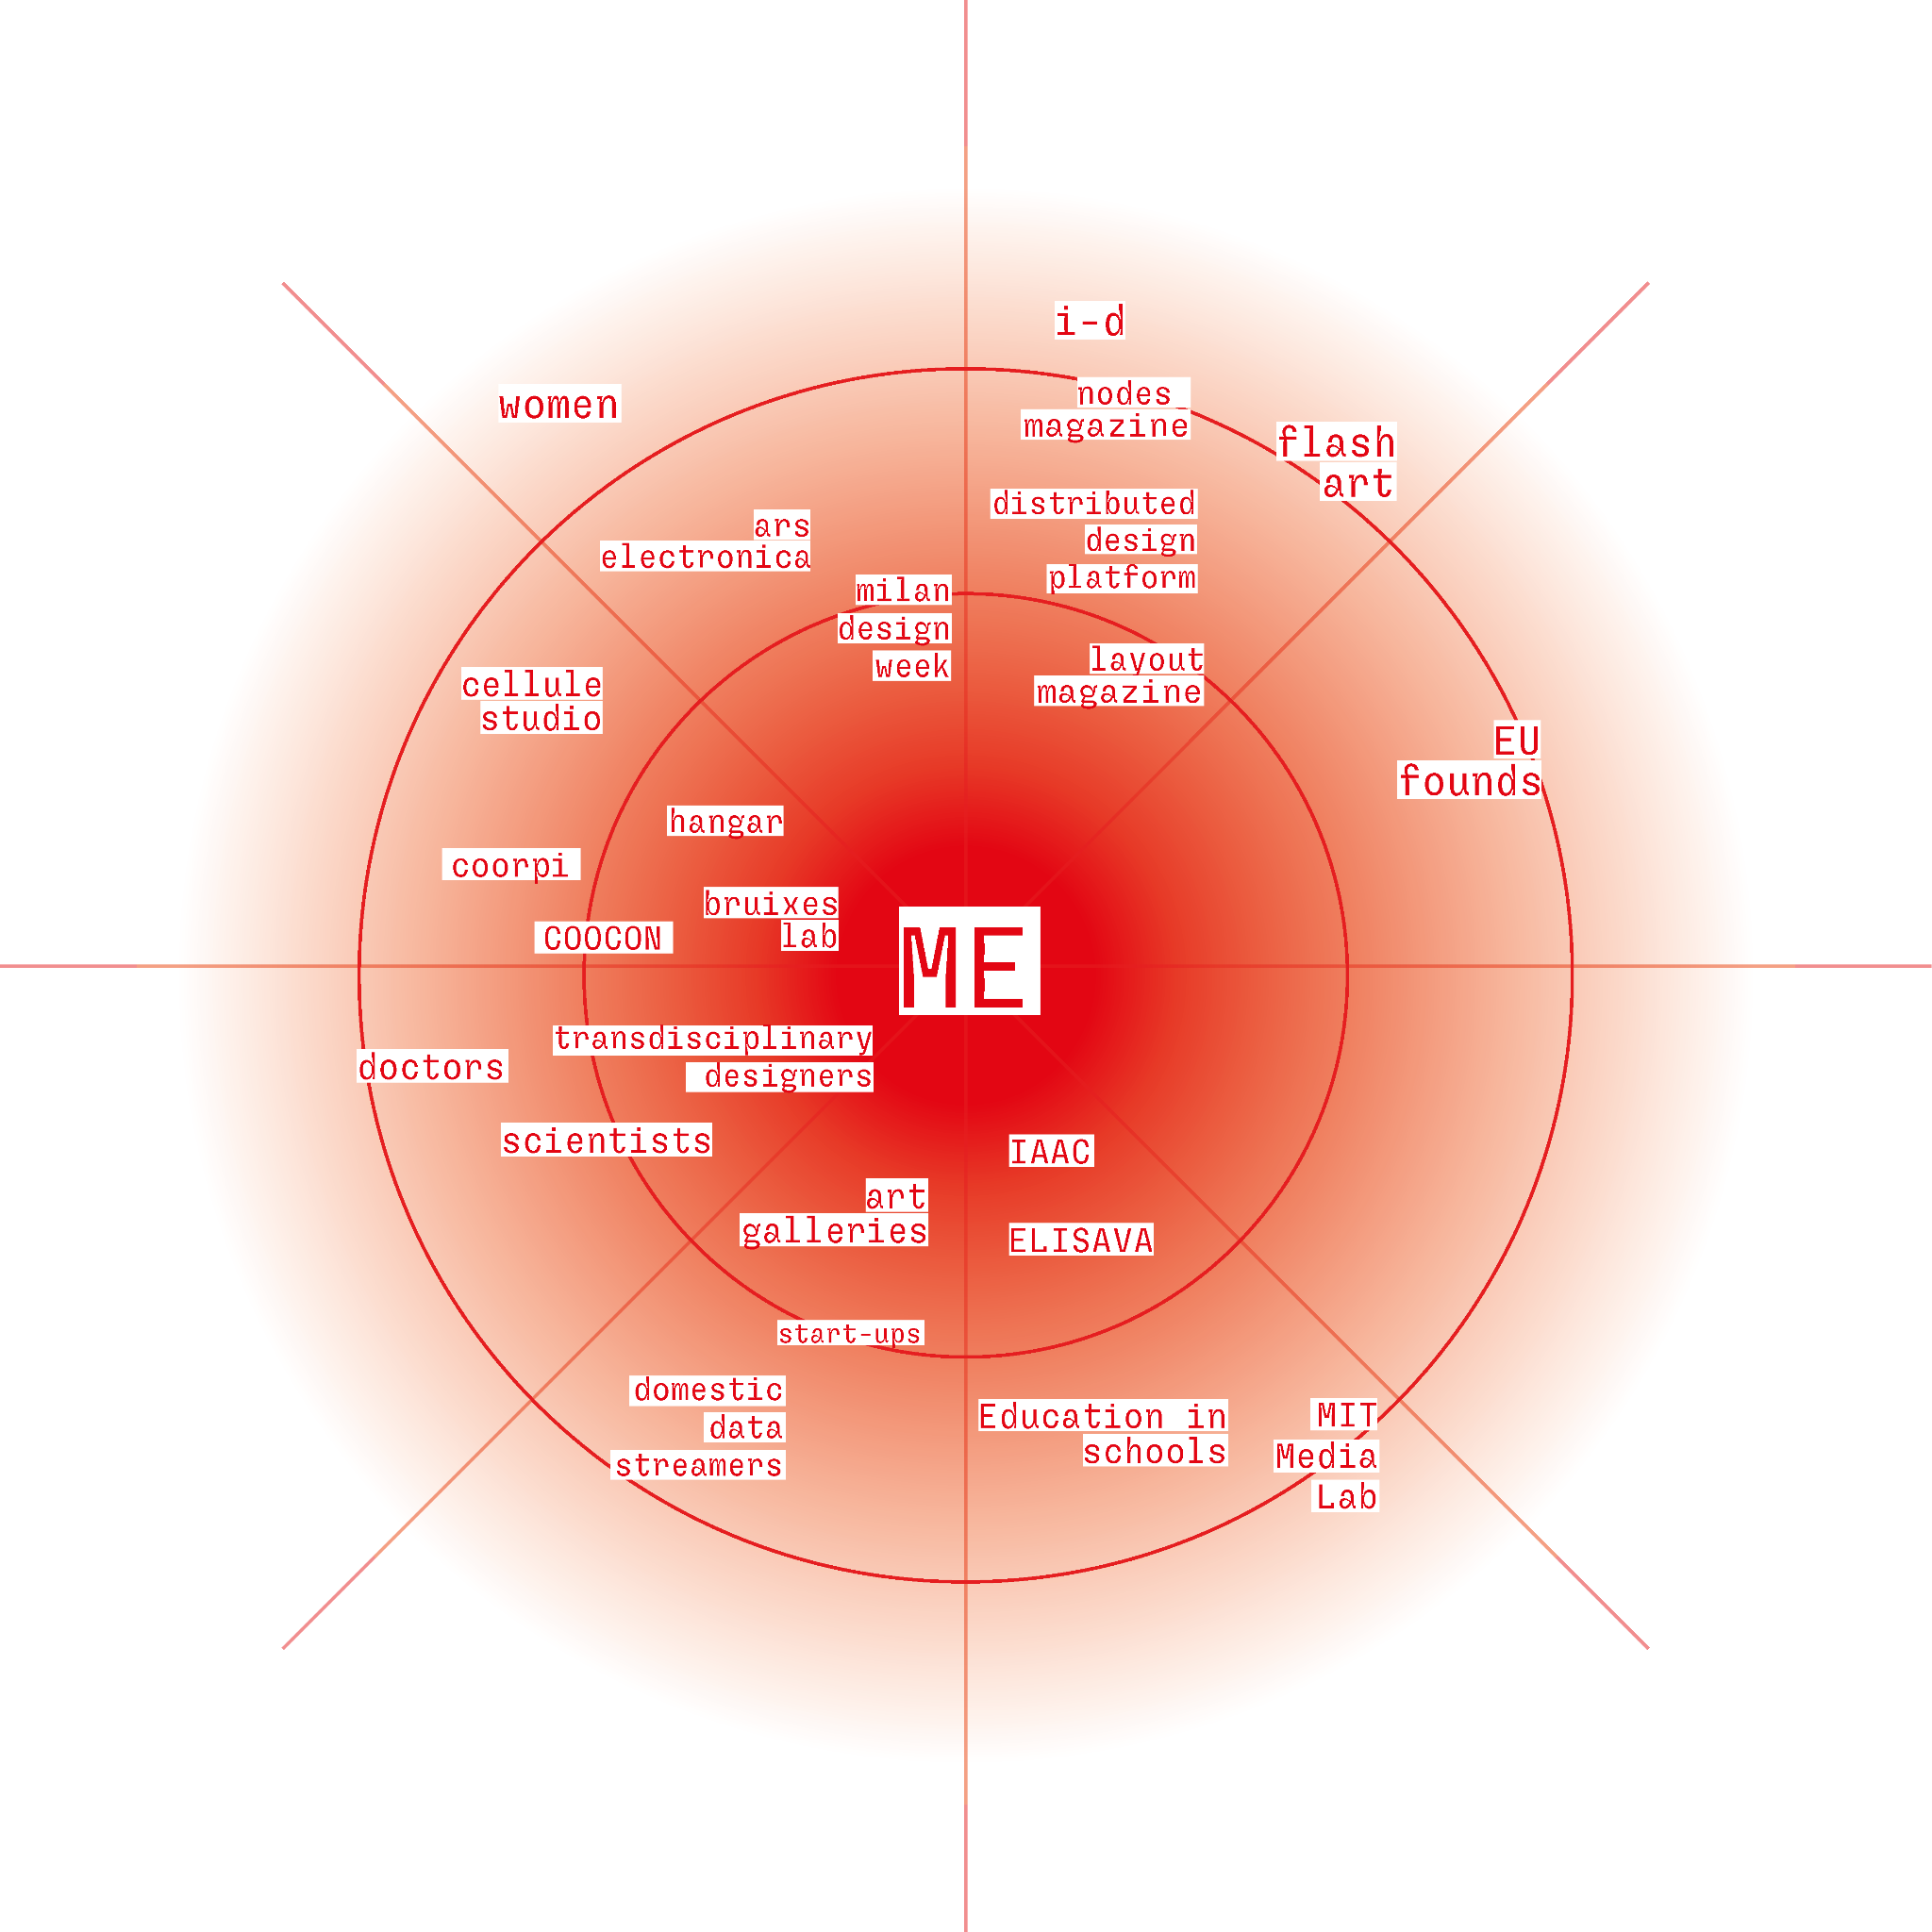 i-d
nodes
magazine
women
flash
art
distributed
design
platform
ars
electronica
milan
design
week
layout
magazine
cellule
studio
EU
founds
hangar
coorpi
bruixes
lab
COOCON
ME
transdisciplinary
designers
doctors
scientists
IAAC
art
galleries
ELISAVA
start-ups
domestic
data
streamers
Education in
schools
MIT
Media
Lab